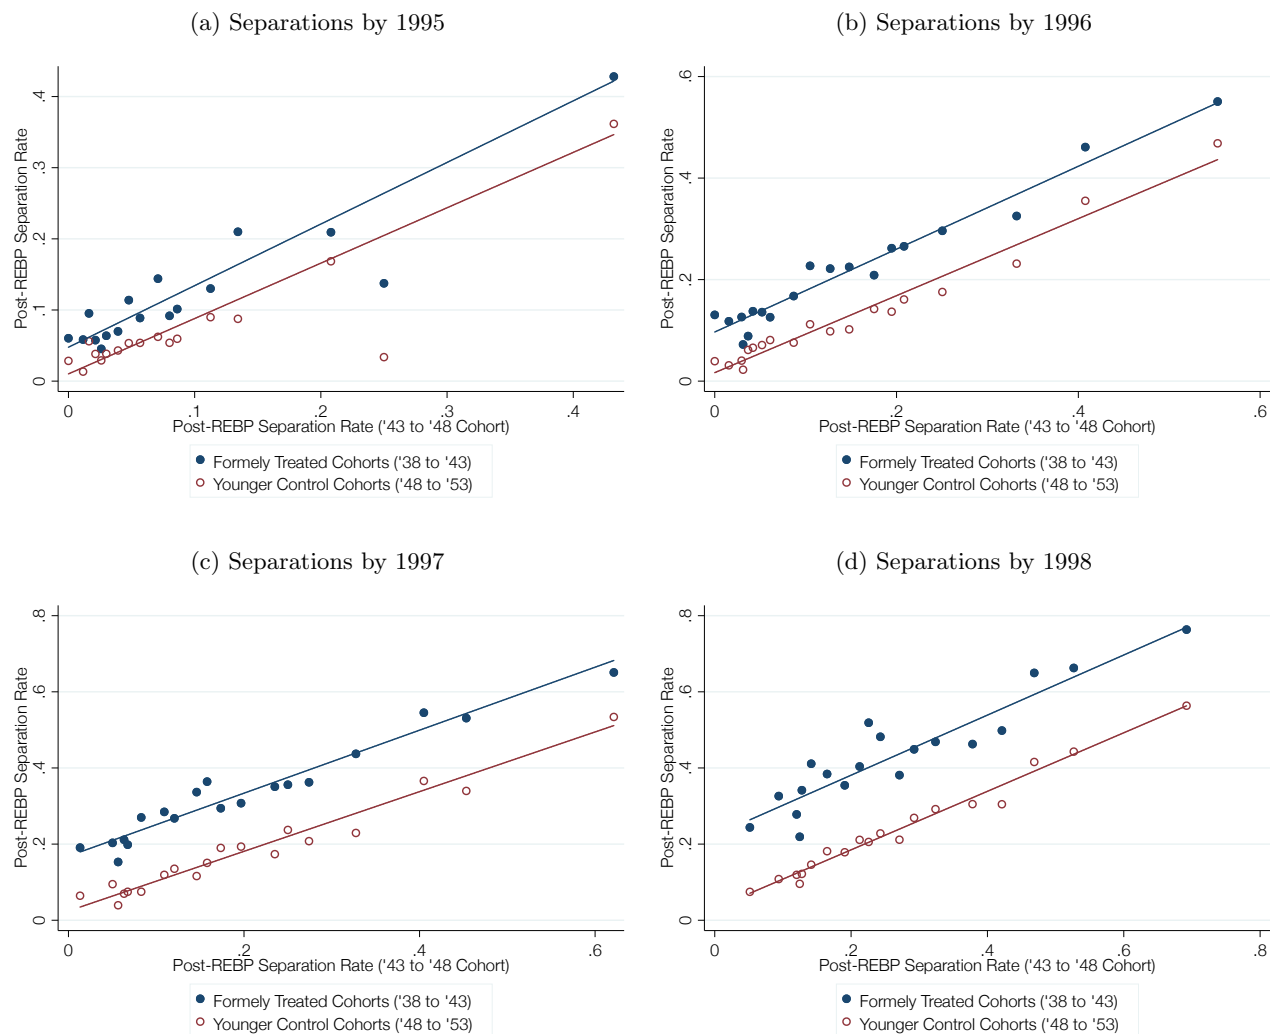 (a) Separations by 1995
Post-REBP Separation Rate
0 .1 .2 .3 .4
0 .1 .2 .3 .4
Post-REBP Separation Rate ('43 to '48 Cohort)
Formely Treated Cohorts ('38 to '43)
Younger Control Cohorts ('48 to '53)
(b) Separations by 1996
Post-REBP Separation Rate
0 .2 .4 .6
0 .2 .4 .6
Post-REBP Separation Rate ('43 to '48 Cohort)
Formely Treated Cohorts ('38 to '43)
Younger Control Cohorts ('48 to '53)
(c) Separations by 1997
Post-REBP Separation Rate
0 .2 .4 .6 .8
0 .2 .4 .6
Post-REBP Separation Rate ('43 to '48 Cohort)
Formely Treated Cohorts ('38 to '43)
Younger Control Cohorts ('48 to '53)
(d) Separations by 1998
Post-REBP Separation Rate
0 .2 .4 .6 .8
0 .2 .4 .6 .8
Post-REBP Separation Rate ('43 to '48 Cohort)
Formely Treated Cohorts ('38 to '43)
Younger Control Cohorts ('48 to '53)